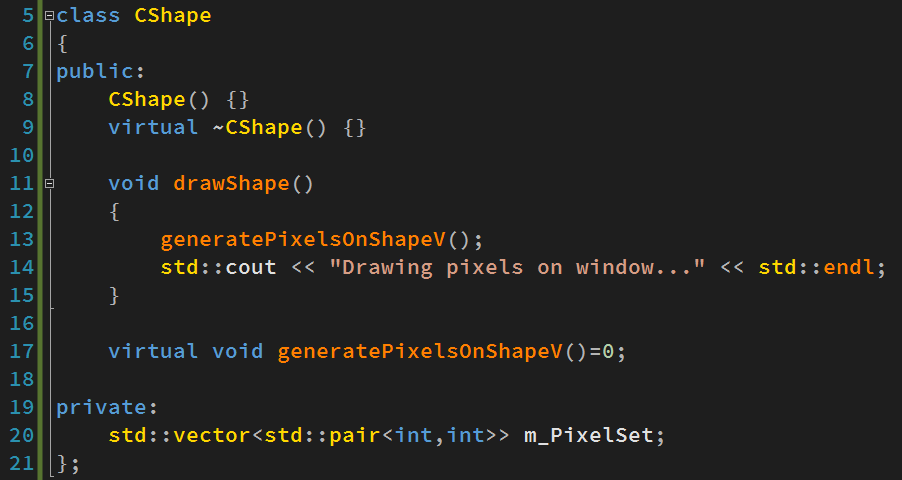 5 class CShape
6 {
7 public:
8     CShape() {}
9     virtual ~CShape() {}
10
11     void drawShape()
12     {
13         generatePixelsOnShapeV();
14         std::cout << "Drawing pixels on window..." << std::endl;
15     }
16
17     virtual void generatePixelsOnShapeV()=0;
18
19 private:
20     std::vector<std::pair<int,int>> m_PixelSet;
21 };